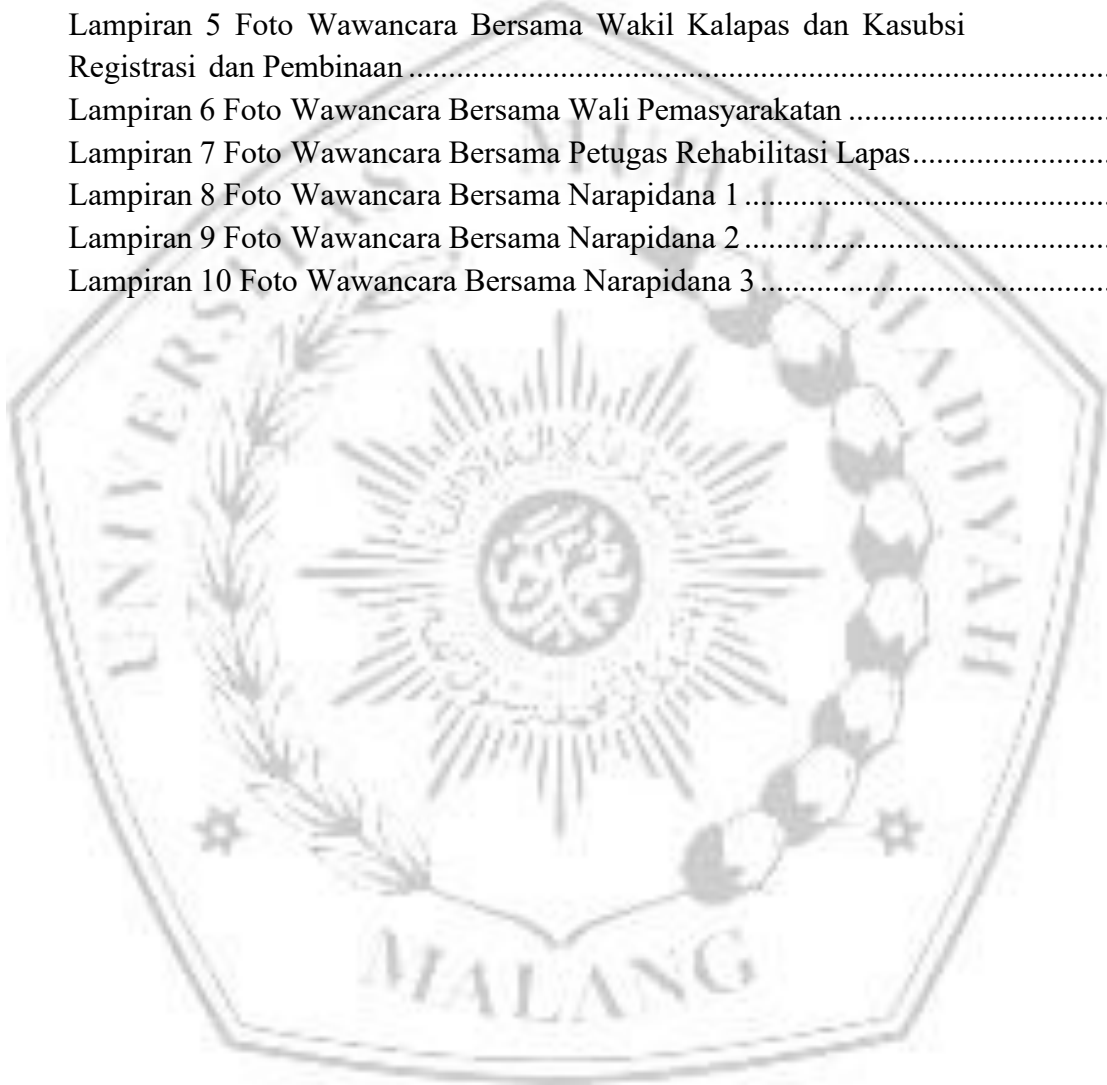 Lampiran 5 Foto Wawancara Bersama Wakil Kalapas dan Kasubsi
Registrasi dan Pembinaan ..........................................................................................
Lampiran 6 Foto Wawancara Bersama Wali Pemasyarakatan ..................................
Lampiran 7 Foto Wawancara Bersama Petugas Rehabilitasi Lapas..........................
Lampiran 8 Foto Wawancara Bersama Narapidana 1 ...............................................
Lampiran 9 Foto Wawancara Bersama Narapidana 2 ...............................................
Lampiran 10 Foto Wawancara Bersama Narapidana 3 .............................................
UNIVERSITAS MUHAMMADIYAH
MALANG